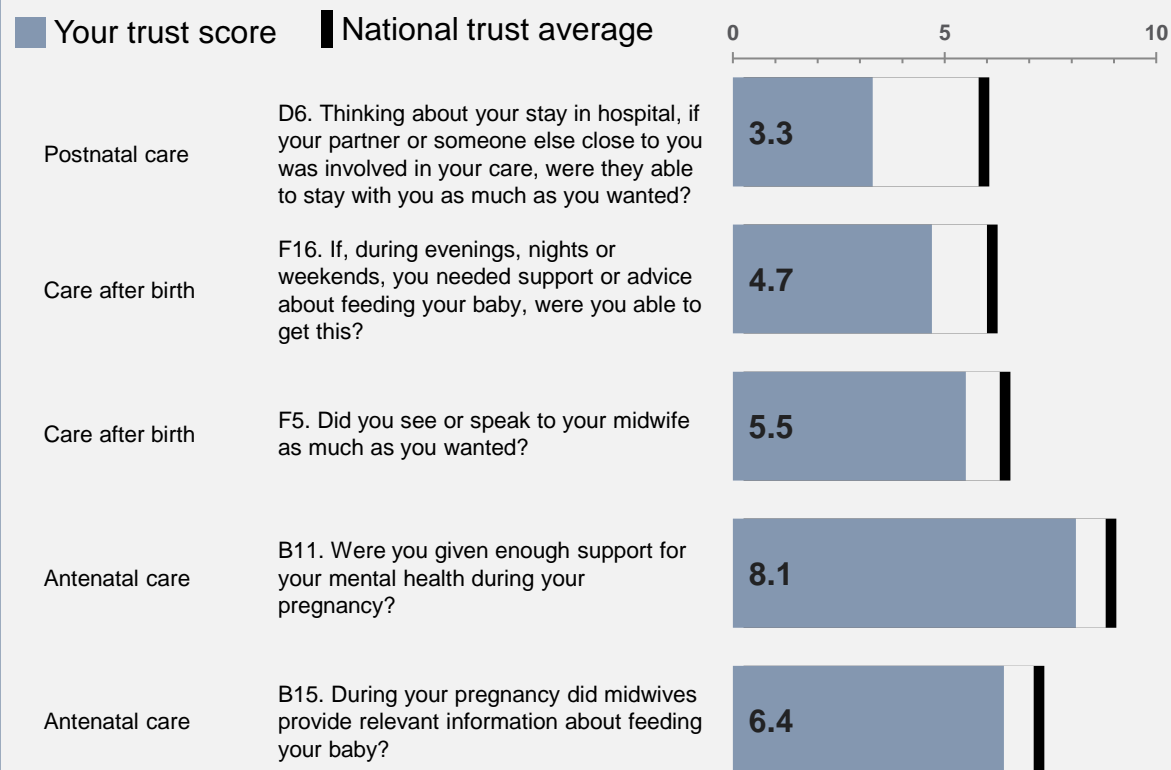 Your trust score
National trust average
0 5 10
Postnatal care
D6. Thinking about your stay in hospital, if
your partner or someone else close to you
was involved in your care, were they able
to stay with you as much as you wanted?
3.3
Care after birth
F16. If, during evenings, nights or
weekends, you needed support or advice
about feeding your baby, were you able to
get this?
4.7
Care after birth
F5. Did you see or speak to your midwife
as much as you wanted?
5.5
Antenatal care
B11. Were you given enough support for
your mental health during your
pregnancy?
8.1
Antenatal care
B15. During your pregnancy did midwives
provide relevant information about feeding
your baby?
6.4